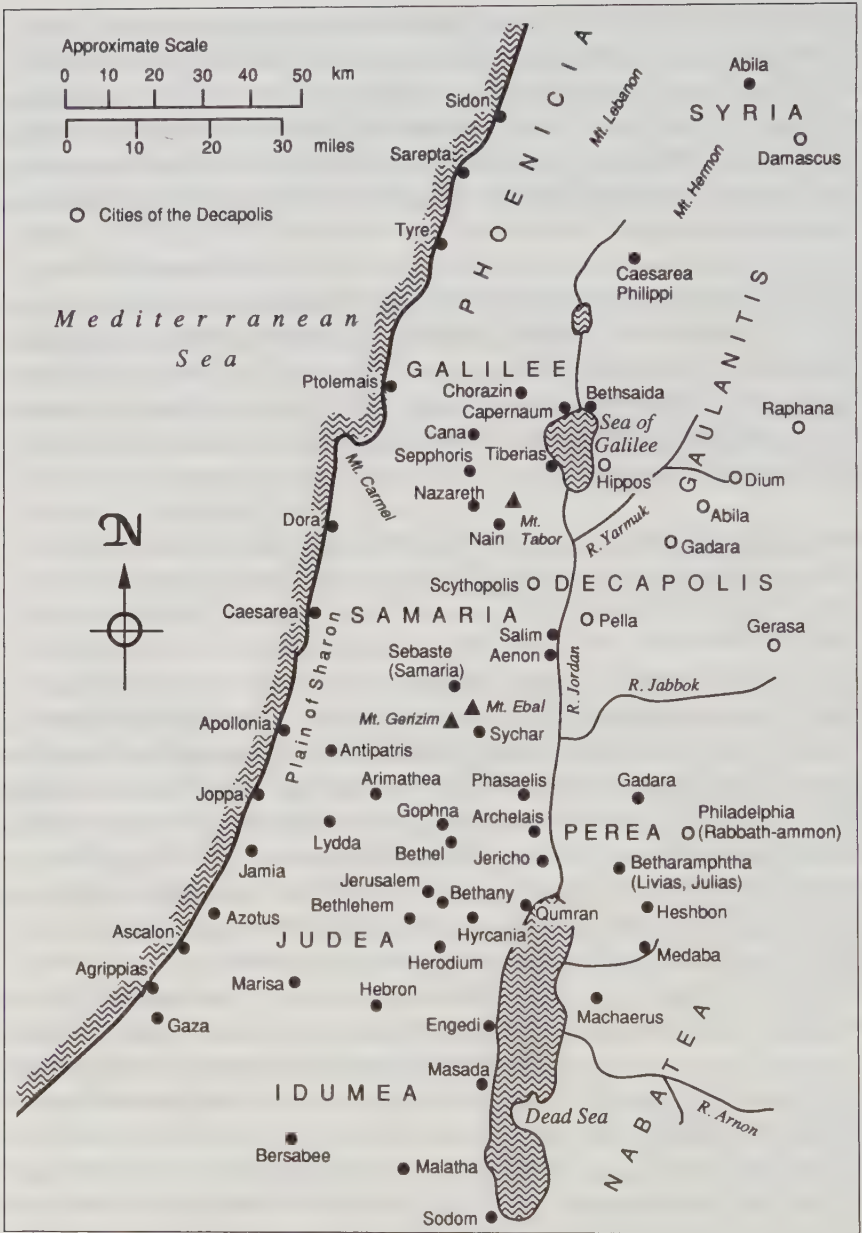 Approximate Scale
0 10 20 30 40 50 km
0 10 20 30 miles
Cities of the Decapolis
Mediterranean
Sea
PHOENICIA
Mt. Lebanon
Abila
SYRIA
Damascus
Mt. Hermon
Sidon
Sarepta
Tyre
Caesarea
Philippi
GAULANITIS
GALILEE
Ptolemais
Chorazin
Capernaum
Bethsaida
Sea of
Galilee
Raphana
Cana
Sepphoris
Tiberias
Hippos
Dium
Mt. Carmel
Nazareth
Mt.
Tabor
Nain
R. Yarmuk
Abila
Gadara
N
Dora
Scythopolis
DECAPOLIS
Caesarea
SAMARIA
Plain of Sharon
Salim
Aenon
Pella
Gerasa
Sebaste
(Samaria)
R. Jordan
R. Jabbok
Mt. Gerizim
Mt. Ebal
Sychar
Apollonia
Antipatris
Joppa
Arimathea
Phasaelis
Gadara
Lydda
Gophna
Archelais
PEREA
Philadelphia
(Rabbath-ammon)
Bethel
Jericho
Betharamphtha
(Livias, Julias)
Jamia
Jerusalem
Bethany
Qumran
Heshbon
Azotus
Bethlehem
Hyrcania
Ascalon
JUDEA
Herodium
Medaba
Agrippias
Marisa
Hebron
Gaza
Engedi
Machaerus
NABATEA
Masada
IDUMEA
Dead Sea
R. Arnon
Bersabee
Malatha
Sodom